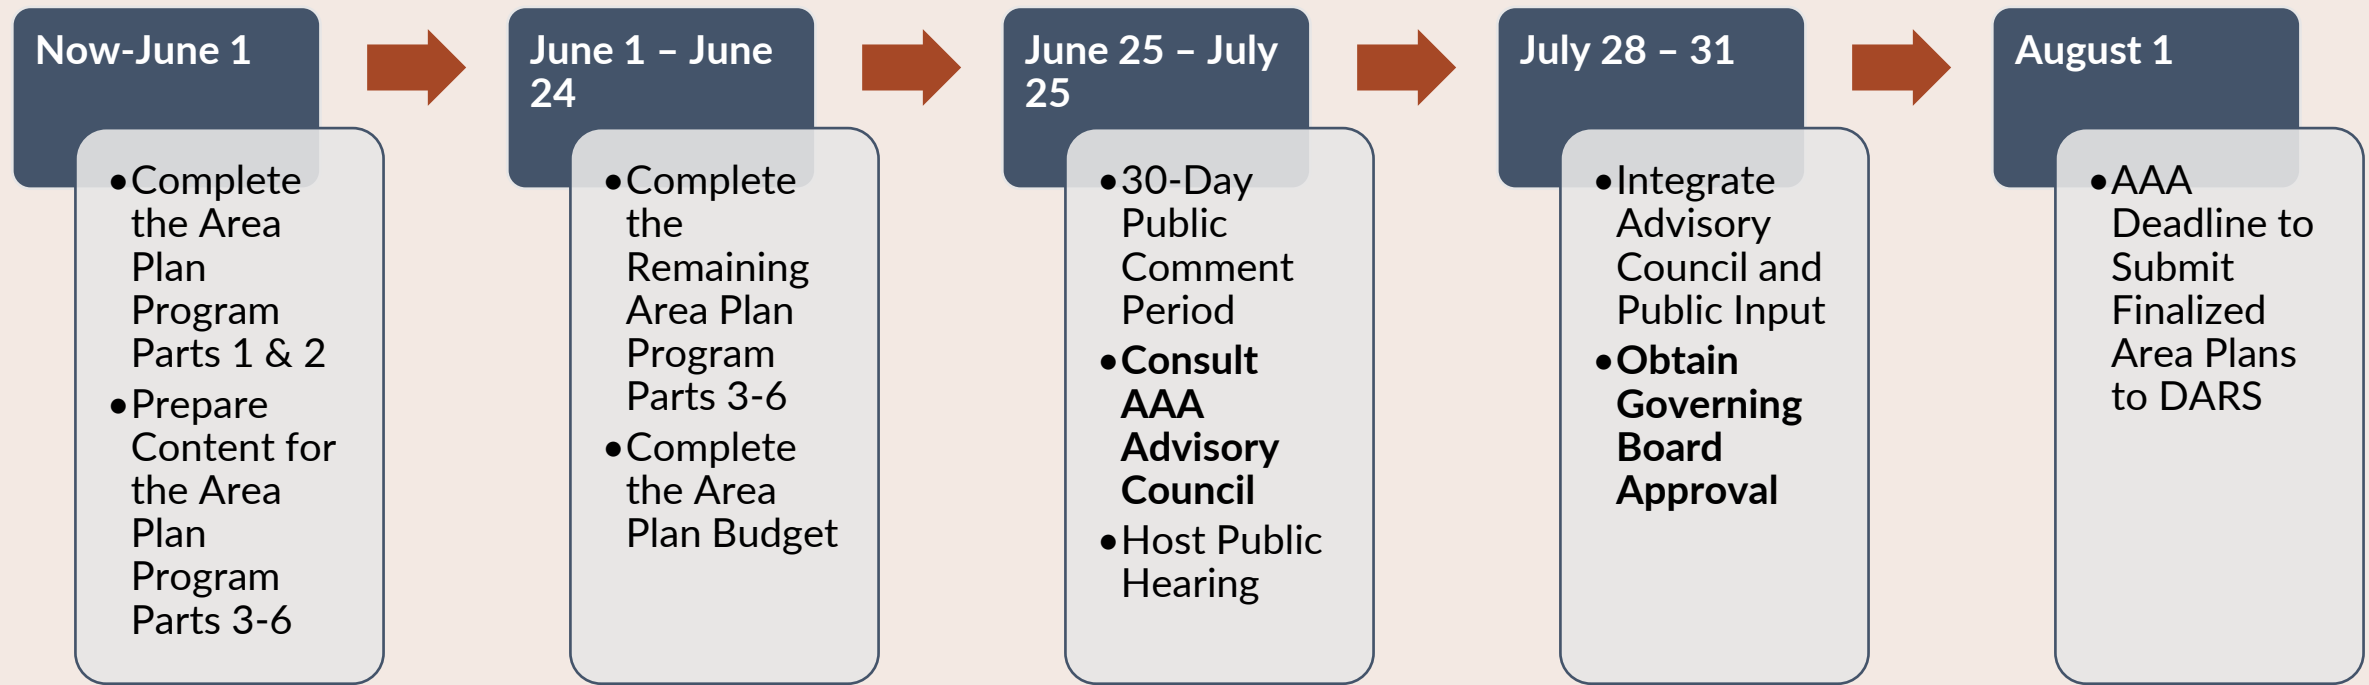 Now-June 1
•Complete
the Area
Plan
Program
Parts 1 & 2
•Prepare
Content for
the Area
Plan
Program
Parts 3-6
June 1 – June
24
•Complete
the
Remaining
Area Plan
Program
Parts 3-6
•Complete
the Area
Plan Budget
June 25 – July
25
•30-Day
Public
Comment
Period
•Consult
AAA
Advisory
Council
•Host Public
Hearing
July 28 – 31
•Integrate
Advisory
Council and
Public Input
•Obtain
Governing
Board
Approval
August 1
•AAA
Deadline to
Submit
Finalized
Area Plans
to DARS